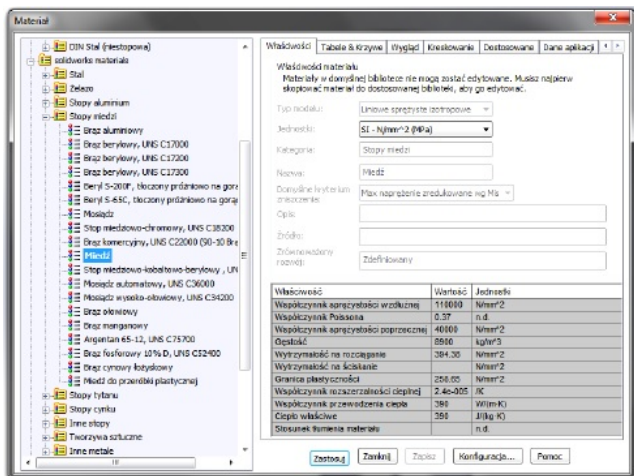 Materiał
DIN Stal (niestopowa)
solidworks materials
Stal
Żelazo
Stopy aluminium
Stopy miedzi
Brąz aluminiowy
Brąz berylowy, UNS C17000
Brąz berylowy, UNS C17200
Brąz berylowy, UNS C17300
Beryl S-200F, tłoczony próżniowo na gorą
Beryl S-65C, tłoczony próżniowo na gorą
Mosiądz
Stop miedziowo-chromowy, UNS C18200
Brąz komercyjny, UNS C22000 (90-10 Brą
Miedź
Stop miedziowo-kobaltowo-berylowy , UN
Mosiądz automatowy, UNS C36000
Mosiądz wysoko-ołowiowy, UNS C34200
Brąz ołowiowy
Brąz manganowy
Argentan 65-12, UNS C75700
Brąz fosforowy 10% D, UNS C52400
Brąz cynowy łożyskowy
Miedź do przeróbki plastycznej
Stopy tytanu
Stopy cynku
Inne stopy
Tworzywa sztuczne
Inne metale
Właściwości Tabele & Krzywe Wygląd Kreskowanie Dostosowane Dane aplikacji
Właściwości materiału
Materiały w domyślnej bibliotece nie mogą zostać edytowane. Musisz najpierw
skopiować materiał do dostosowanej biblioteki, aby go edytować.
Typ modelu: Liniowe sprężyste izotropowe
Jednostki: SI - N/mm^2 (MPa)
Kategoria: Stopy miedzi
Nazwa: Miedź
Domyślne kryterium
zniszczenia: Max naprężenie zredukowane wg Mis
Opis:
Źródło:
Zrównoważony
rozwój: Zdefiniowany
Właściwość Wartość Jednostki
Współczynnik sprężystości wzdłużnej 110000 N/mm^2
Współczynnik Poissona 0.37 n.d.
Współczynnik sprężystości poprzecznej 40000 N/mm^2
Gęstość 8900 kg/m^3
Wytrzymałość na rozciąganie 394.38 N/mm^2
Wytrzymałość na ściskanie N/mm^2
Granica plastyczności 258.65 N/mm^2
Współczynnik rozszerzalności cieplnej 2.4e-005 /K
Współczynnik przewodzenia ciepła 390 W/(m·K)
Ciepło właściwe 390 J/(kg·K)
Stosunek tłumienia materiału n.d.
Zastosuj Zamknij Zapisz Konfiguracja... Pomoc